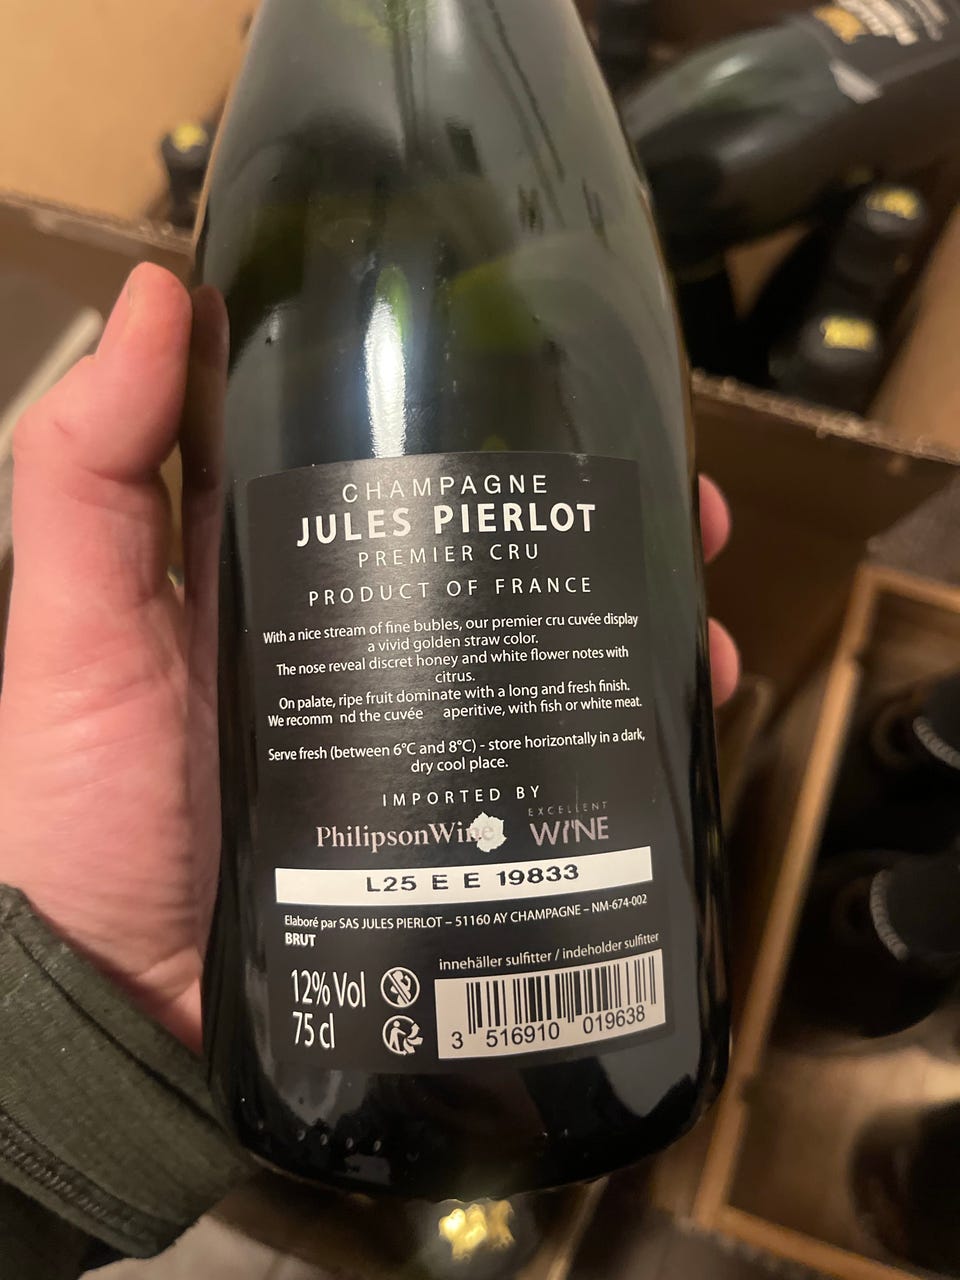 CHAMPAGNE
JULES PIERLOT
PREMIER CRU
PRODUCT OF FRANCE
With a nice stream of fine bubles, our premier cru cuvée display
a vivid golden straw color.
The nose reveal discret honey and white flower notes with
citrus.
On palate, ripe fruit dominate with a long and fresh finish.
We recomm nd the cuvée aperitive, with fish or white meat.
Serve fresh (between 6°C and 8°C) - store horizontally in a dark,
dry cool place.
IMPORTED BY
PhilipsonWine
EXCELLENT
WINE
L25 E E 19833
Elaboré par SAS JULES PIERLOT – 51160 AY CHAMPAGNE – NM-674-002
BRUT
innehäller sulfitter / indeholder sulfitter
12% Vol
75 cl
3 516910 019638